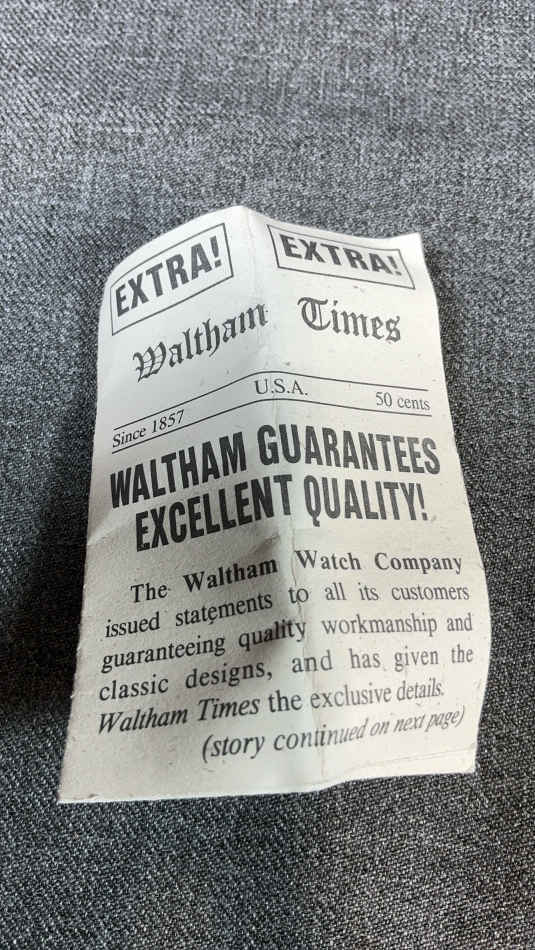 EXTRA! EXTRA!
Waltham Times
Since 1857 U.S.A. 50 cents
WALTHAM GUARANTEES
EXCELLENT QUALITY!
The Waltham Watch Company
issued statements to all its customers
guaranteeing quality workmanship and
classic designs, and has given the
Waltham Times the exclusive details.
(story continued on next page)